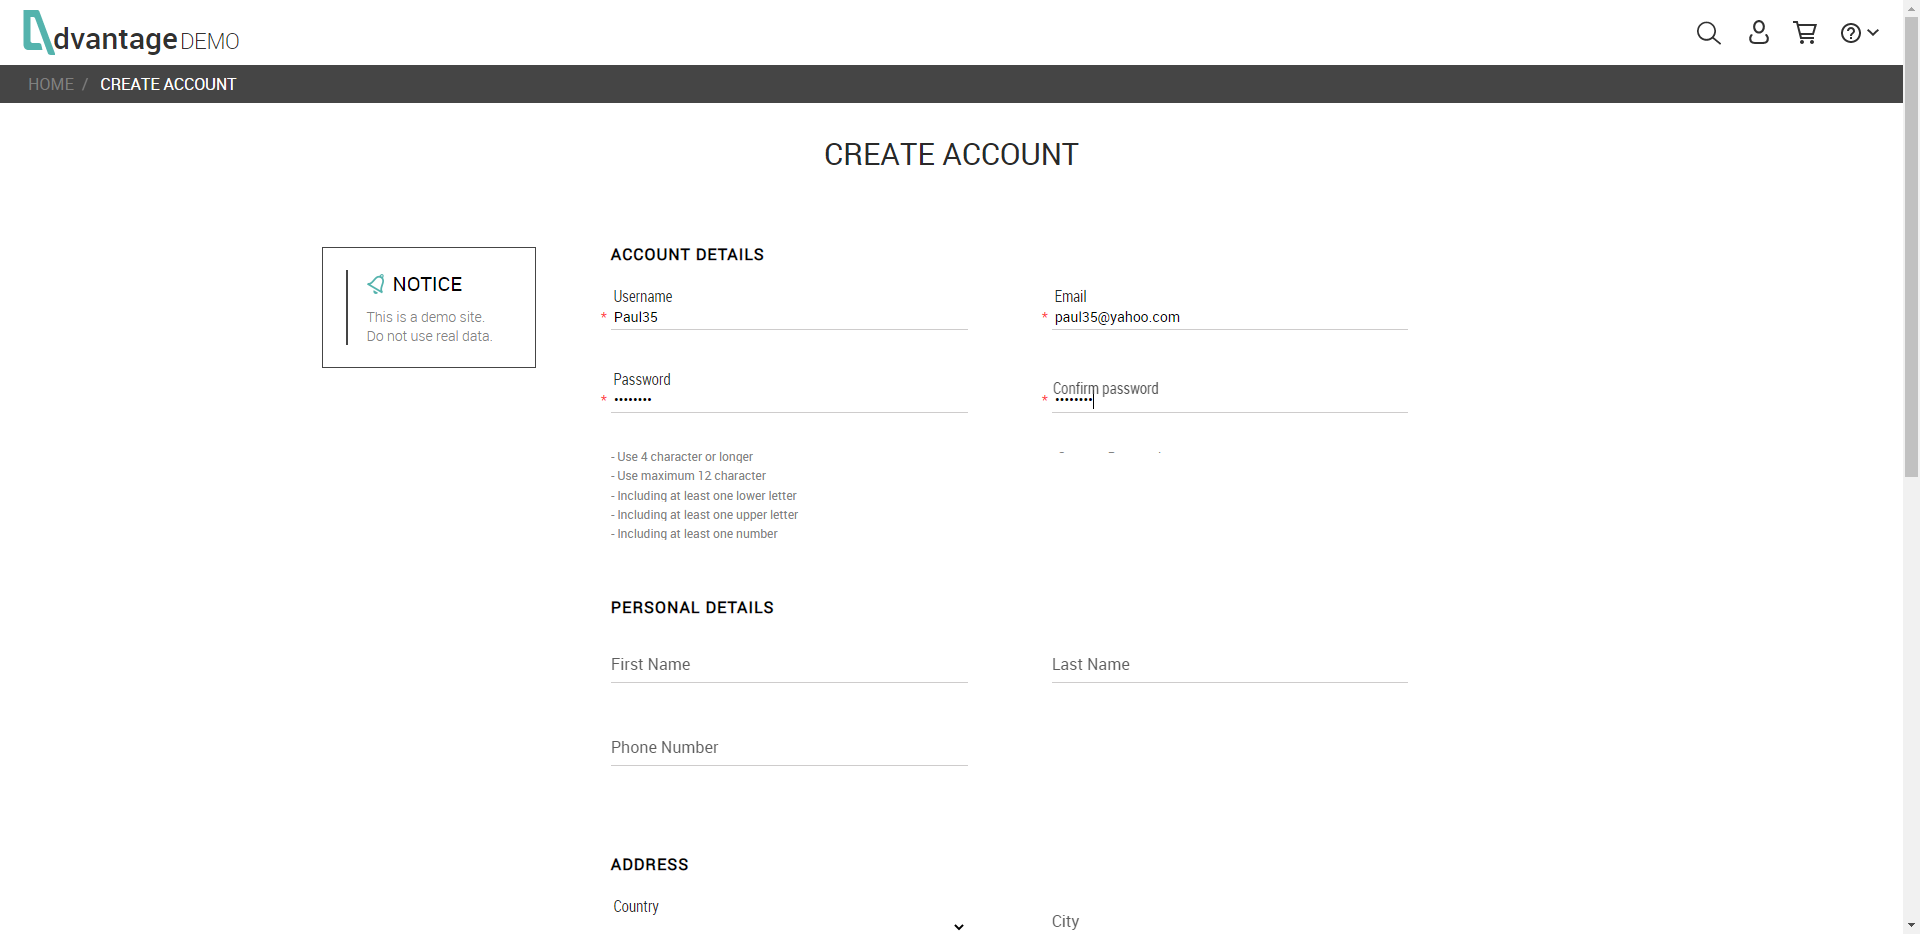 dvantage DEMO
HOME / CREATE ACCOUNT
CREATE ACCOUNT
NOTICE
This is a demo site.
Do not use real data.
ACCOUNT DETAILS
Username
* Paul35
Email
* paul35@yahoo.com
Password
* ••••••••
Confirm password
* ••••••••
- Use 4 character or longer
- Use maximum 12 character
- Including at least one lower letter
- Including at least one upper letter
- Including at least one number
PERSONAL DETAILS
First Name
Last Name
Phone Number
ADDRESS
Country
City